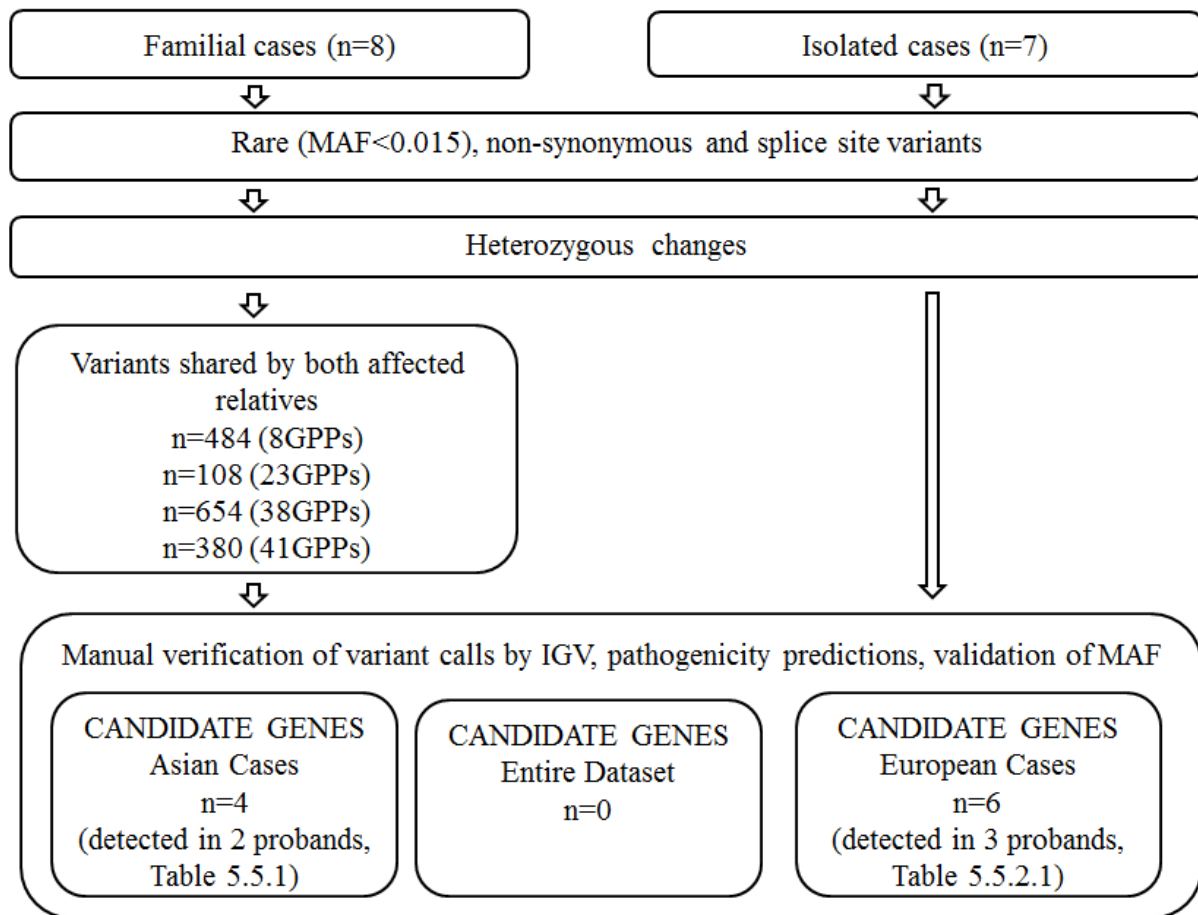 Familial cases (n=8)
Isolated cases (n=7)
Rare (MAF<0.015), non-synonymous and splice site variants
Heterozygous changes
Variants shared by both affected
relatives
n=484 (8GPPs)
n=108 (23GPPs)
n=654 (38GPPs)
n=380 (41GPPs)
Manual verification of variant calls by IGV, pathogenicity predictions, validation of MAF
CANDIDATE GENES
Asian Cases
n=4
(detected in 2 probands,
Table 5.5.1)
CANDIDATE GENES
Entire Dataset
n=0
CANDIDATE GENES
European Cases
n=6
(detected in 3 probands,
Table 5.5.2.1)